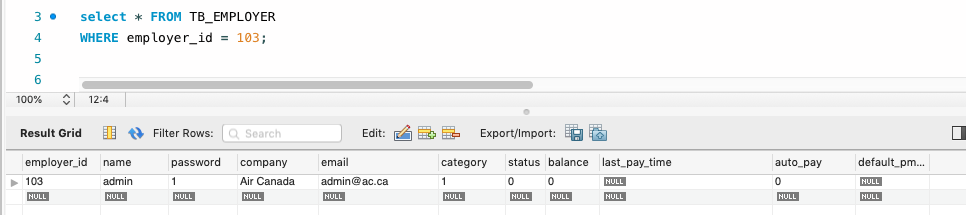 3 select * FROM TB_EMPLOYER
4 WHERE employer_id = 103;
5
6
100% 12:4
Result Grid Filter Rows: Search Edit: Export/Import:
employer_id name password company email category status balance last_pay_time auto_pay default_pm...
103 admin 1 Air Canada admin@ac.ca 1 0 0 NULL 0 NULL
NULL NULL NULL NULL NULL NULL NULL NULL NULL NULL NULL